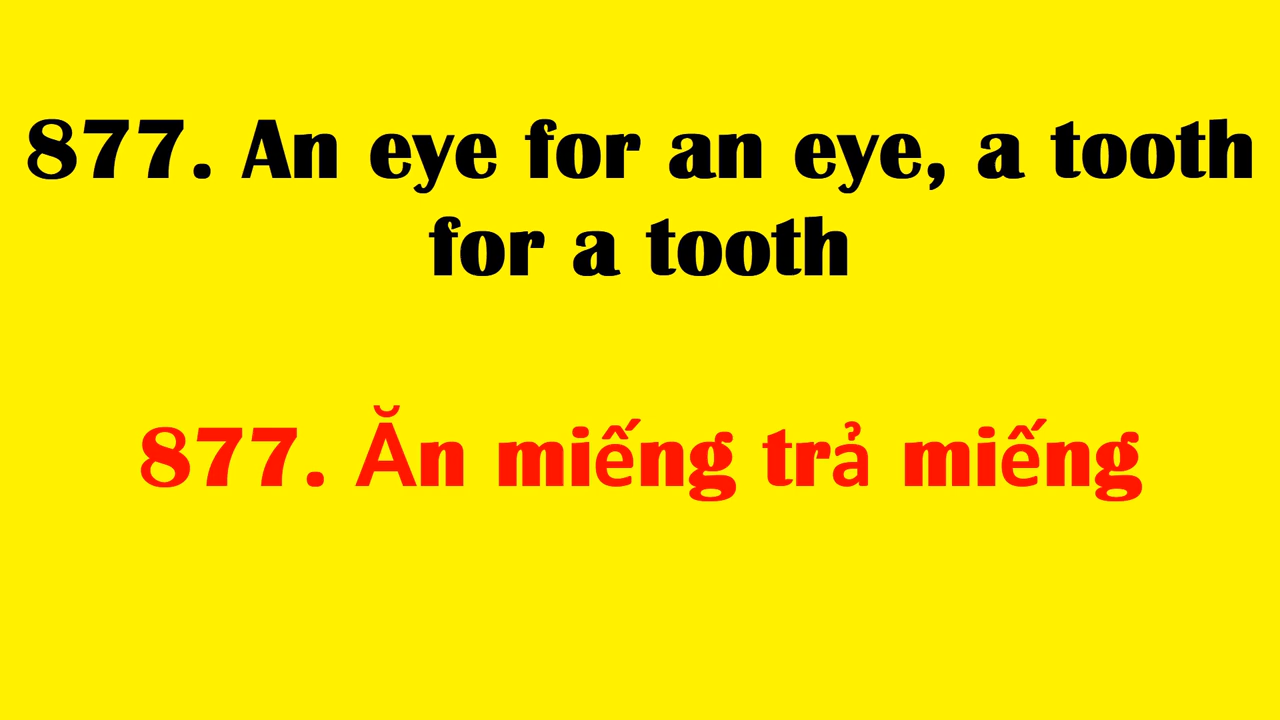 877. An eye for an eye, a tooth
for a tooth
877. Ăn miếng trả miếng